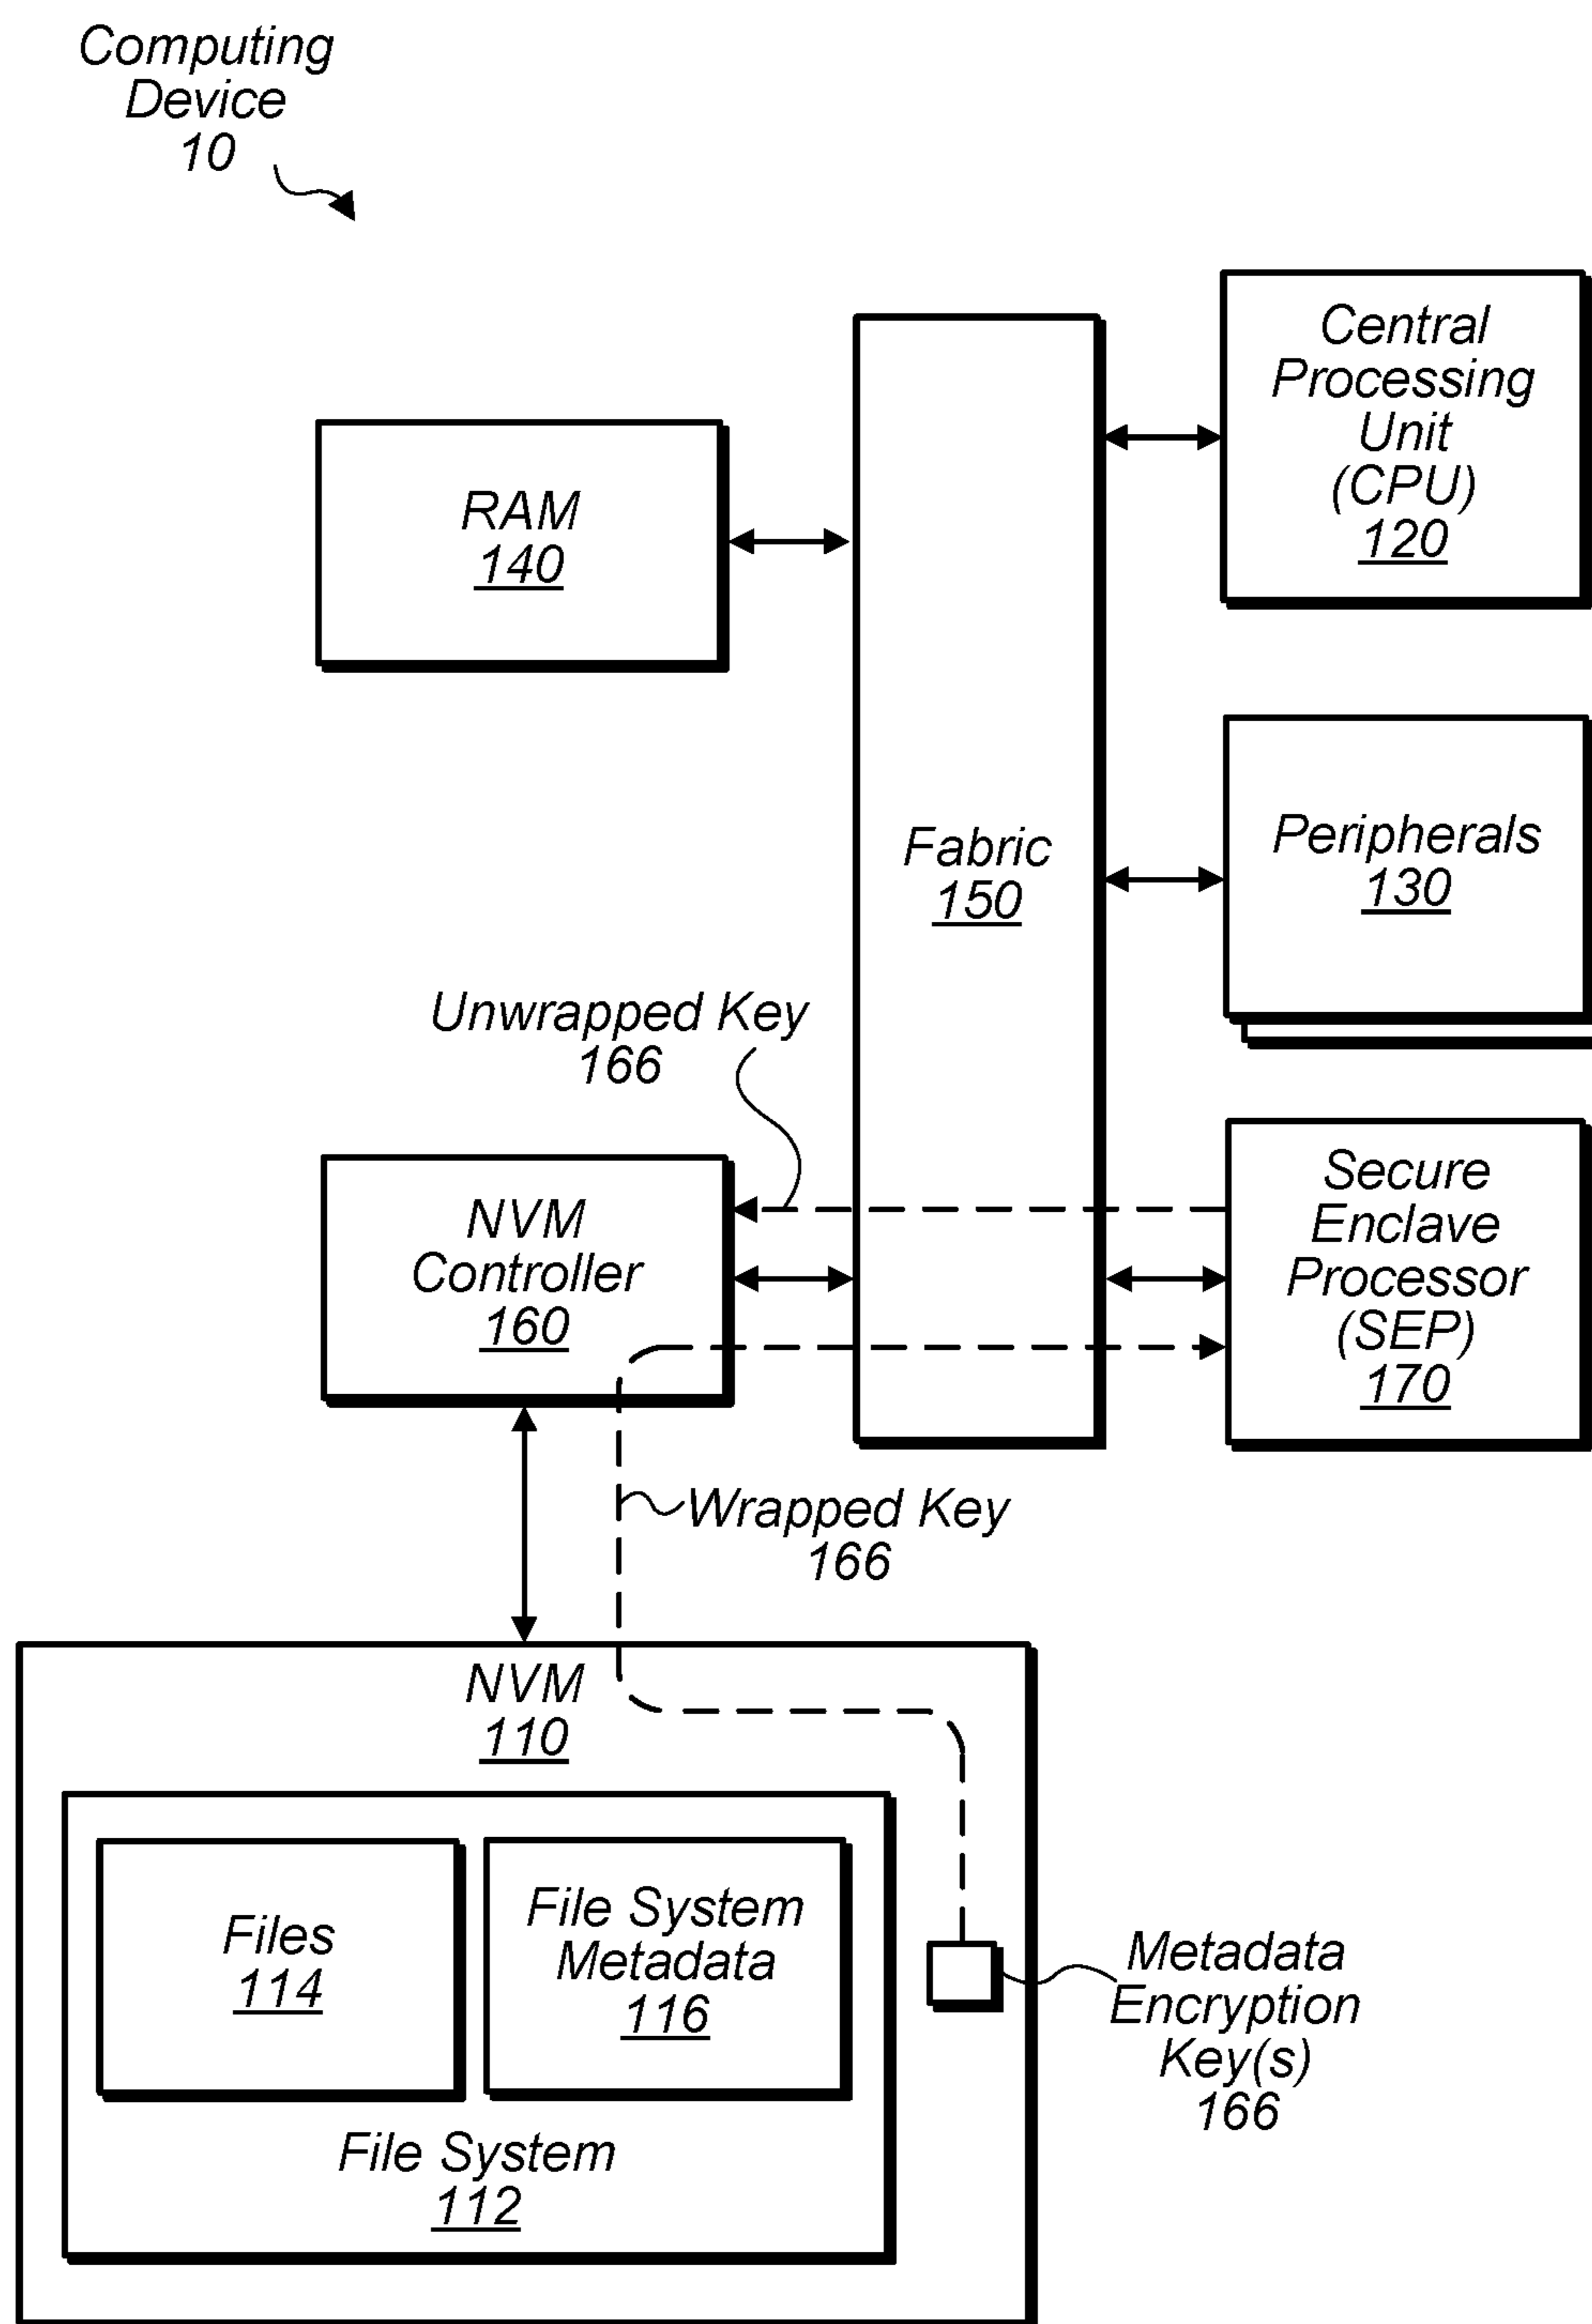 Computing
Device
10
Central
Processing
Unit
(CPU)
120
RAM
140
Fabric
150
Peripherals
130
Unwrapped Key
166
NVM
Controller
160
Secure
Enclave
Processor
(SEP)
170
Wrapped Key
166
NVM
110
Files
114
File System
Metadata
116
Metadata
Encryption
Key(s)
166
File System
112